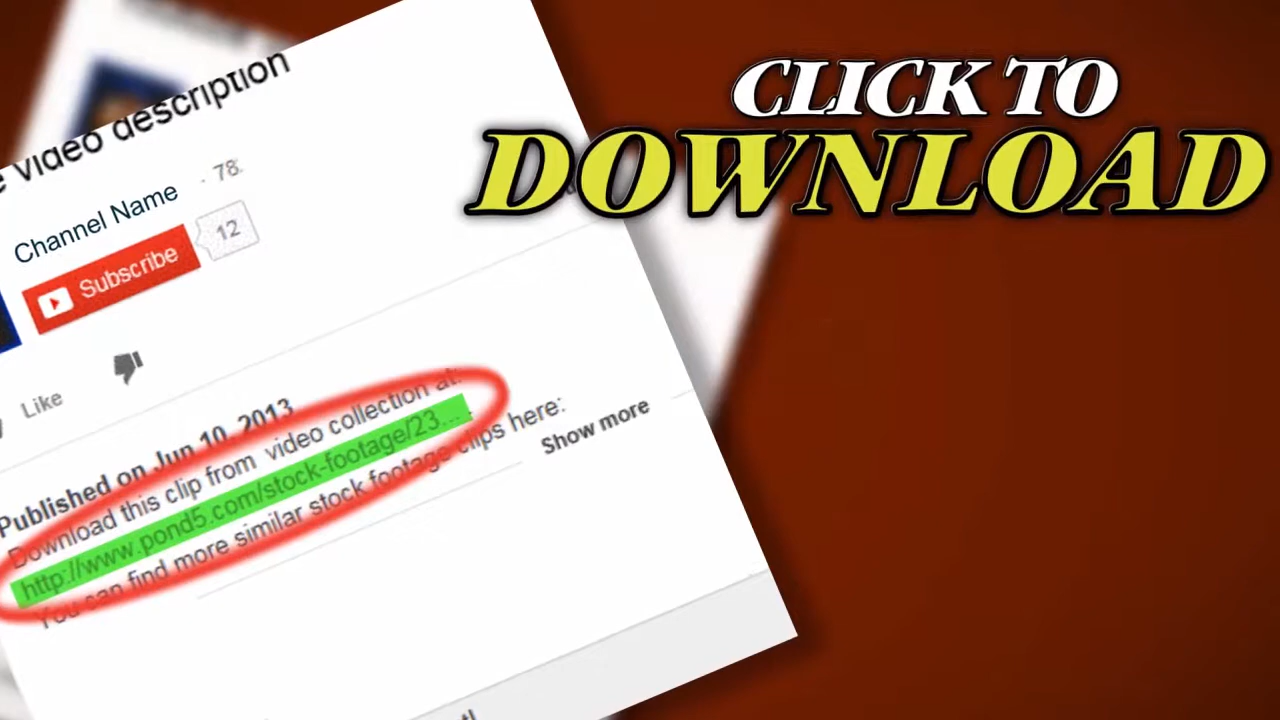 CLICK TO
DOWNLOAD
video description
Channel Name
78
Subscribe
12
Like
Published on Jun 10, 2013
Download this clip from video collection at:
http://www.pond5.com/stock-footage/23...
You can find more similar stock footage clips here:
Show more